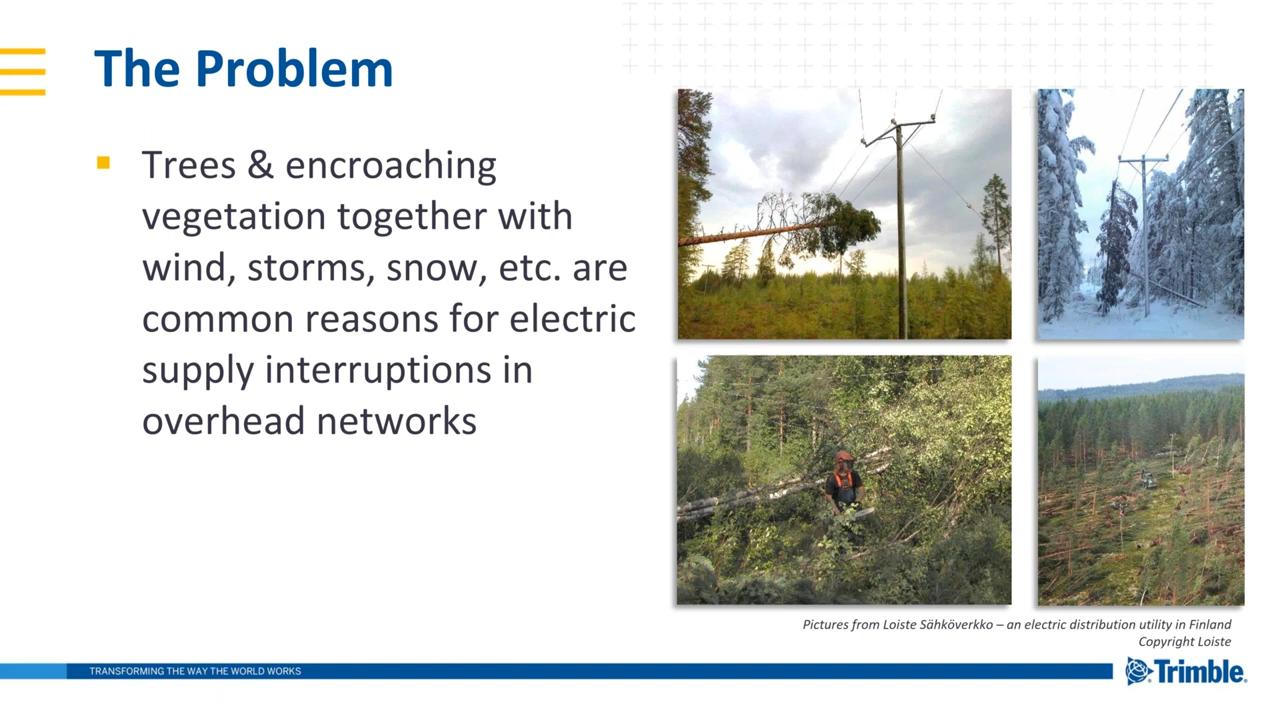 The Problem
Trees & encroaching
vegetation together with
wind, storms, snow, etc. are
common reasons for electric
supply interruptions in
overhead networks
Pictures from Loiste Sähköverkko – an electric distribution utility in Finland
Copyright Loiste
TRANSFORMING THE WAY THE WORLD WORKS
Trimble